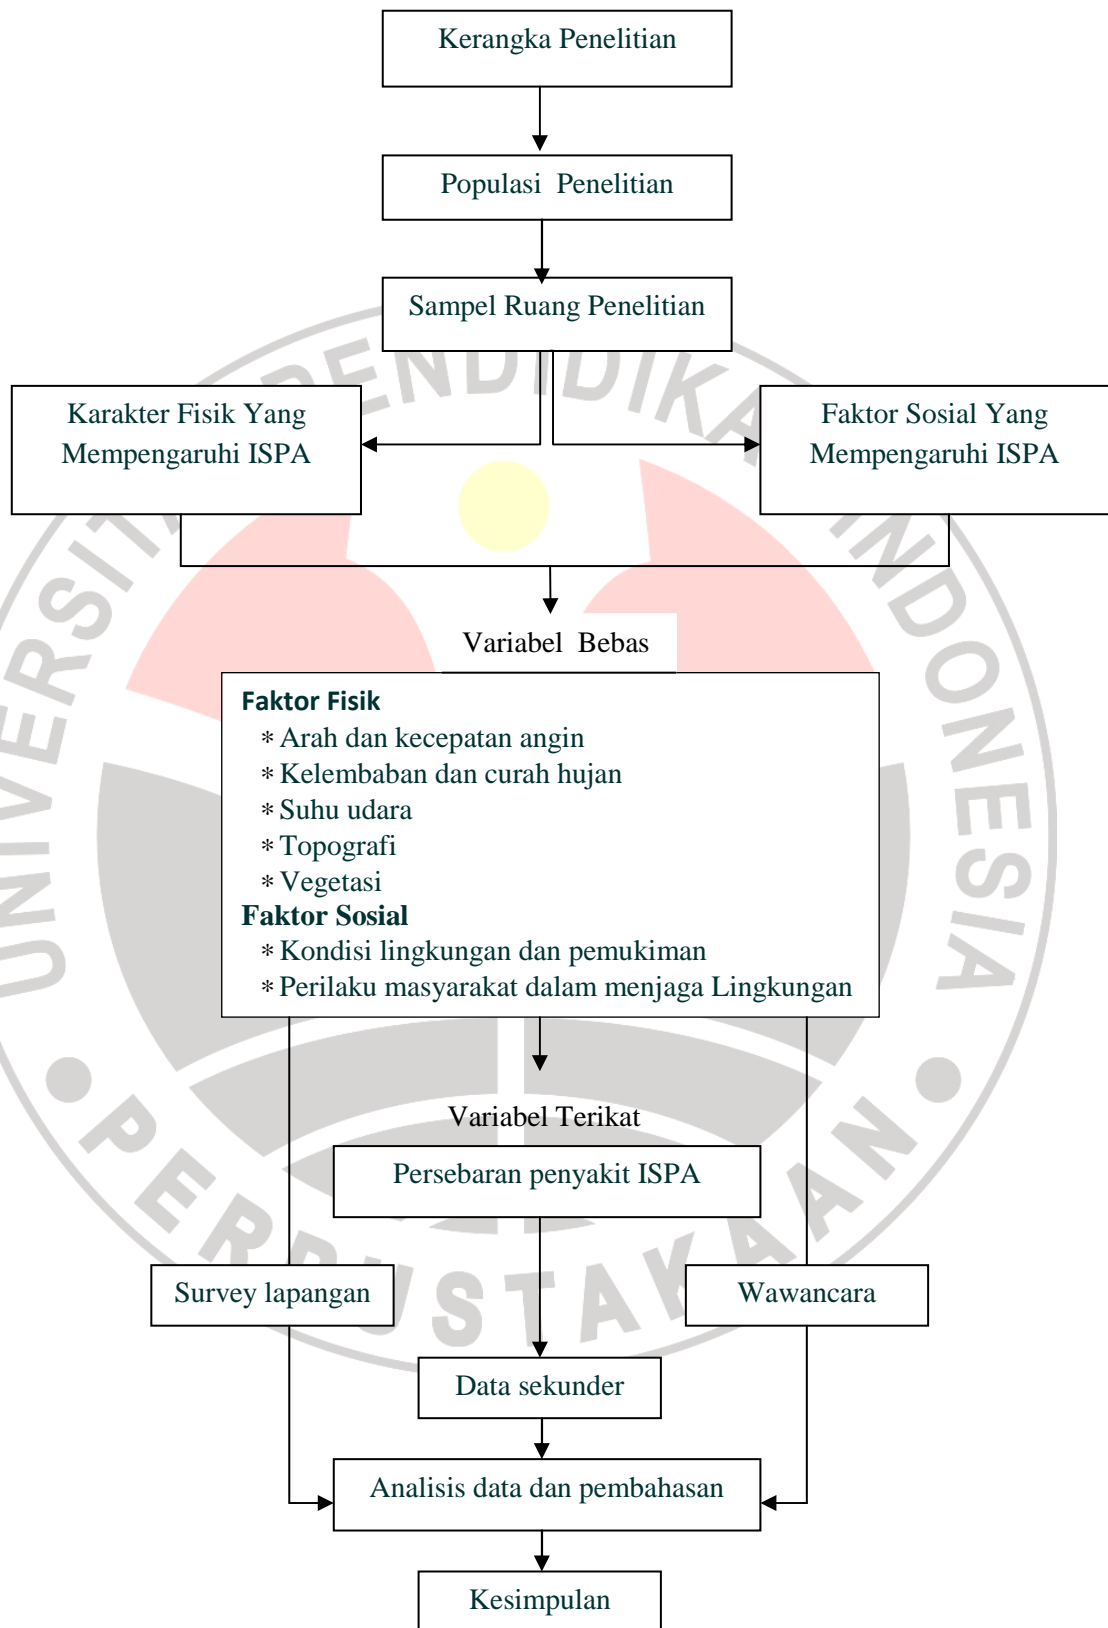 Kerangka Penelitian
Populasi Penelitian
Sampel Ruang Penelitian
Karakter Fisik Yang
Mempengaruhi ISPA
Faktor Sosial Yang
Mempengaruhi ISPA
Variabel Bebas
Faktor Fisik
* Arah dan kecepatan angin
* Kelembaban dan curah hujan
* Suhu udara
* Topografi
* Vegetasi
Faktor Sosial
* Kondisi lingkungan dan pemukiman
* Perilaku masyarakat dalam menjaga Lingkungan
Variabel Terikat
Persebaran penyakit ISPA
Survey lapangan
Wawancara
Data sekunder
Analisis data dan pembahasan
Kesimpulan
UNIVERSITAS PENDIDIKAN INDONESIA
PERPUSTAKAAN